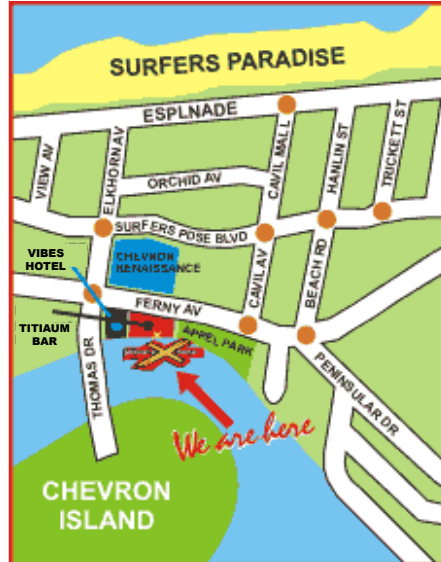 SURFERS PARADISE
ESPLNADE
VIEW AV
ELKHORN AV
ORCHID AV
CAVIL MALL
HANLIN ST
TRICKETT ST
SURFERS POSE BLVD
CHEVRON
RENAISSANCE
VIBES
HOTEL
FERNY AV
CAVIL AV
BEACH RD
TITIAUM
BAR
APPEL PARK
THOMAS DR
PENINSULAR DR
We are here
CHEVRON
ISLAND